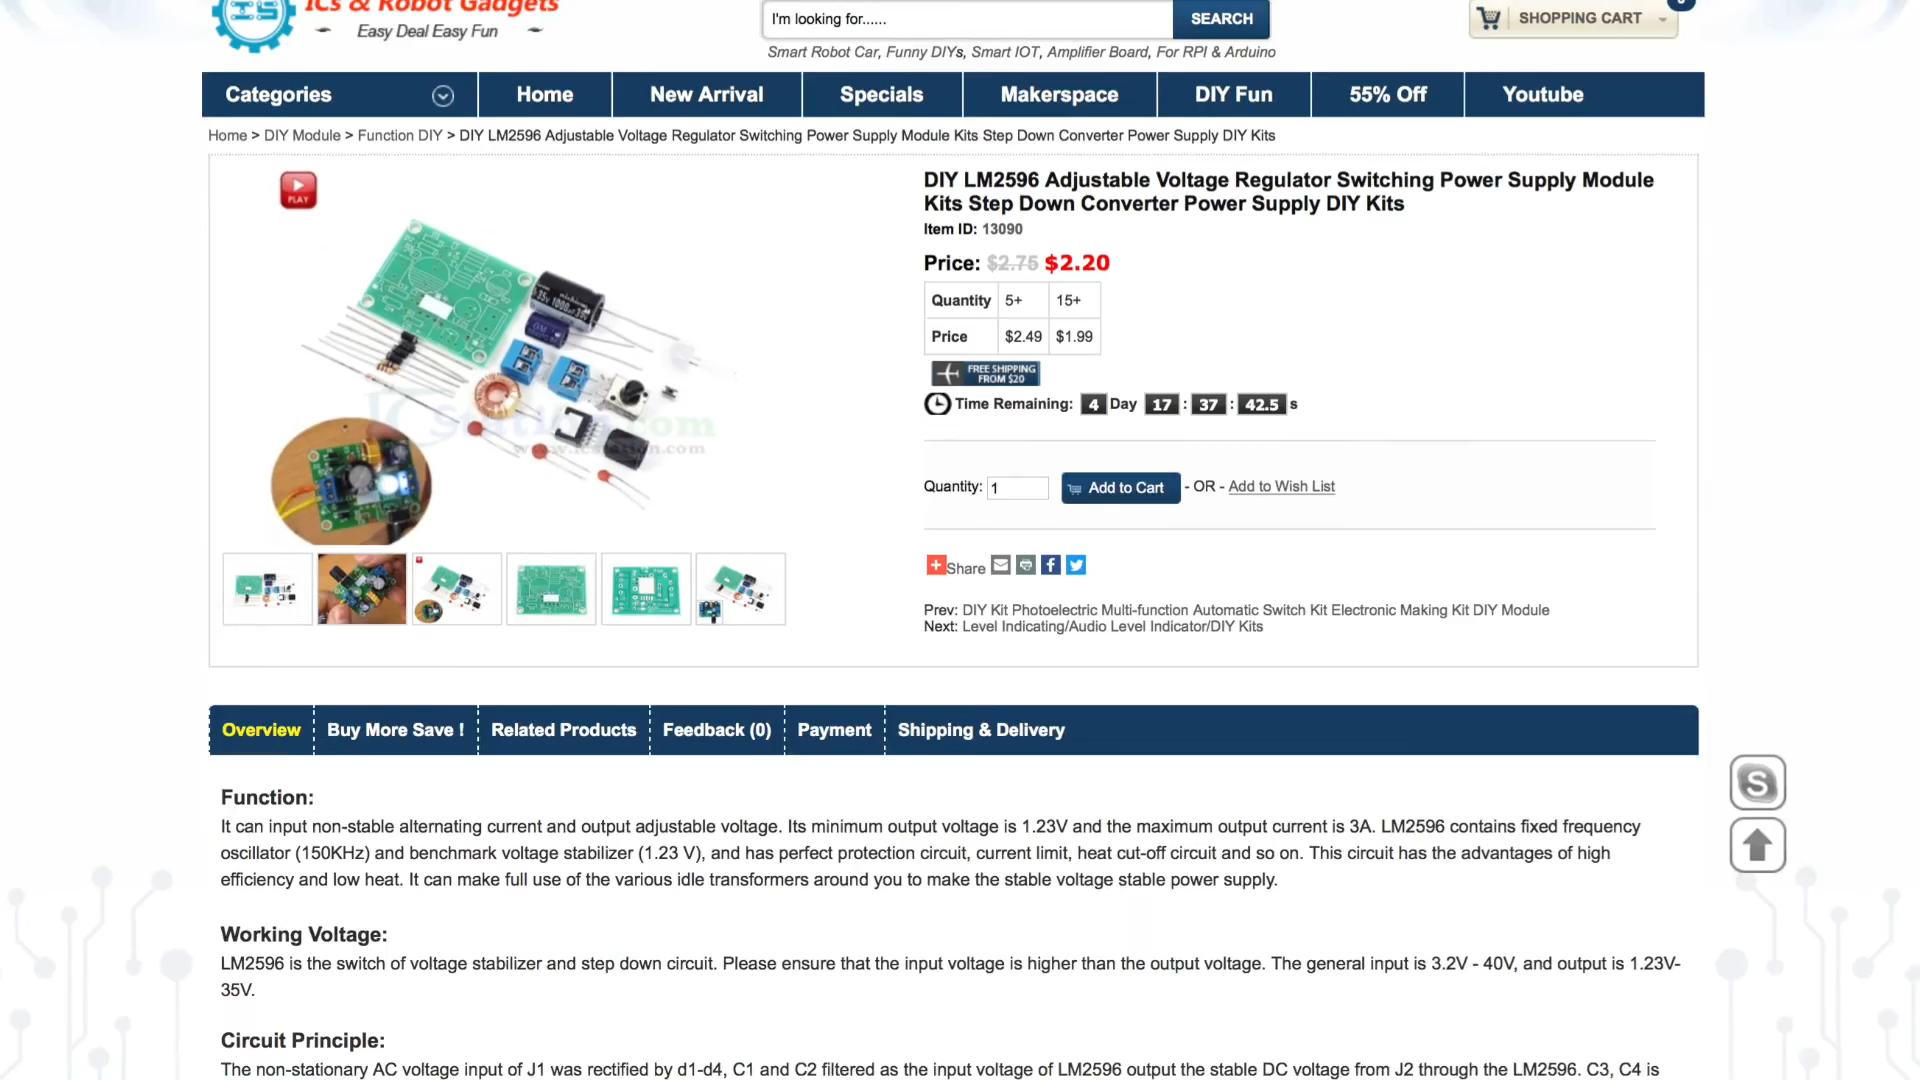 ICs & Robot Gadgets
Easy Deal Easy Fun
I'm looking for......
SEARCH
SHOPPING CART
Smart Robot Car, Funny DIYs, Smart IOT, Amplifier Board, For RPI & Arduino
Categories
Home
New Arrival
Specials
Makerspace
DIY Fun
55% Off
Youtube
Home > DIY Module > Function DIY > DIY LM2596 Adjustable Voltage Regulator Switching Power Supply Module Kits Step Down Converter Power Supply DIY Kits
PLAY
www.icstation.com
DIY LM2596 Adjustable Voltage Regulator Switching Power Supply Module
Kits Step Down Converter Power Supply DIY Kits
Item ID: 13090
Price: $2.75 $2.20
Quantity 5+ 15+
Price $2.49 $1.99
FREE SHIPPING
FROM $20
Time Remaining: 4 Day 17 : 37 : 42.5 s
Quantity: 1 Add to Cart - OR - Add to Wish List
Share
Prev: DIY Kit Photoelectric Multi-function Automatic Switch Kit Electronic Making Kit DIY Module
Next: Level Indicating/Audio Level Indicator/DIY Kits
Overview
Buy More Save !
Related Products
Feedback (0)
Payment
Shipping & Delivery
Function:
It can input non-stable alternating current and output adjustable voltage. Its minimum output voltage is 1.23V and the maximum output current is 3A. LM2596 contains fixed frequency
oscillator (150KHz) and benchmark voltage stabilizer (1.23 V), and has perfect protection circuit, current limit, heat cut-off circuit and so on. This circuit has the advantages of high
efficiency and low heat. It can make full use of the various idle transformers around you to make the stable voltage stable power supply.
Working Voltage:
LM2596 is the switch of voltage stabilizer and step down circuit. Please ensure that the input voltage is higher than the output voltage. The general input is 3.2V - 40V, and output is 1.23V-
35V.
Circuit Principle:
The non-stationary AC voltage input of J1 was rectified by d1-d4, C1 and C2 filtered as the input voltage of LM2596 output the stable DC voltage from J2 through the LM2596. C3, C4 is